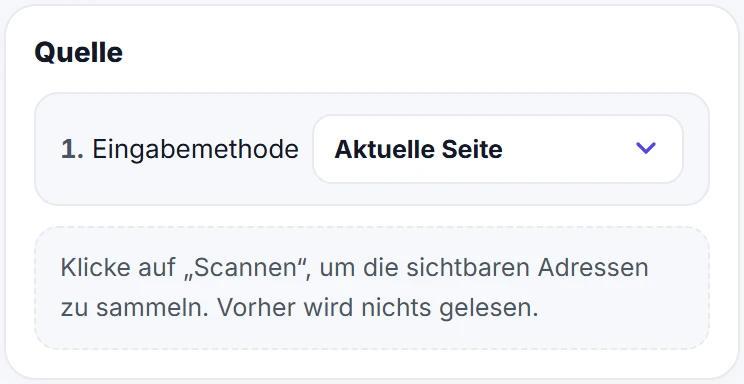 Quelle
1. Eingabemethode Aktuelle Seite
Klicke auf „Scannen“, um die sichtbaren Adressen
zu sammeln. Vorher wird nichts gelesen.